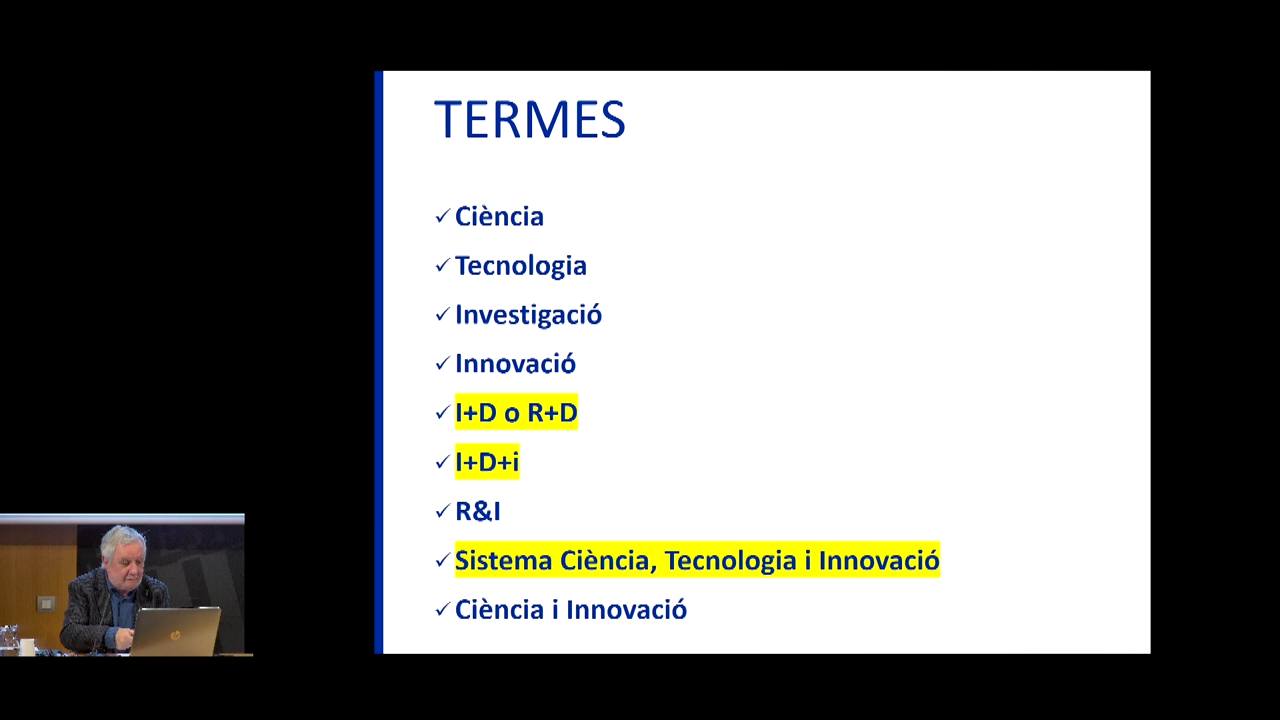 TERMES
✓ Ciència
✓ Tecnologia
✓ Investigació
✓ Innovació
✓ I+D o R+D
✓ I+D+i
✓ R&I
✓ Sistema Ciència, Tecnologia i Innovació
✓ Ciència i Innovació